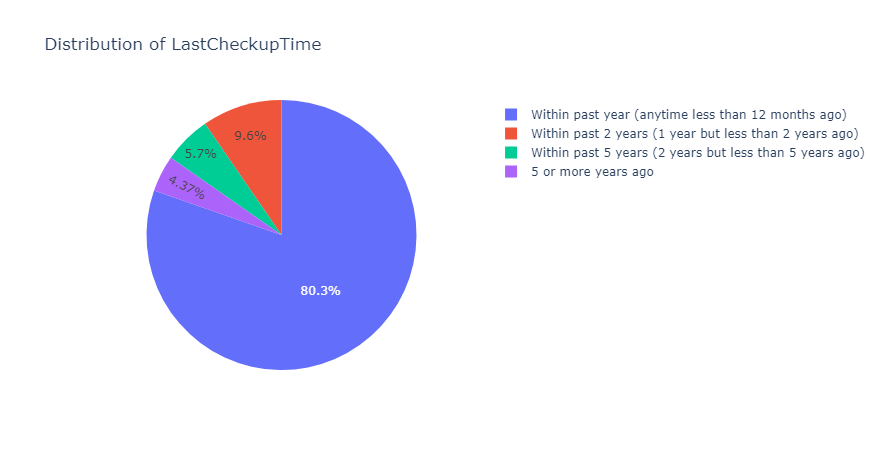 Distribution of LastCheckupTime
Within past year (anytime less than 12 months ago)
Within past 2 years (1 year but less than 2 years ago)
Within past 5 years (2 years but less than 5 years ago)
5 or more years ago
9.6%
5.7%
4.37%
80.3%